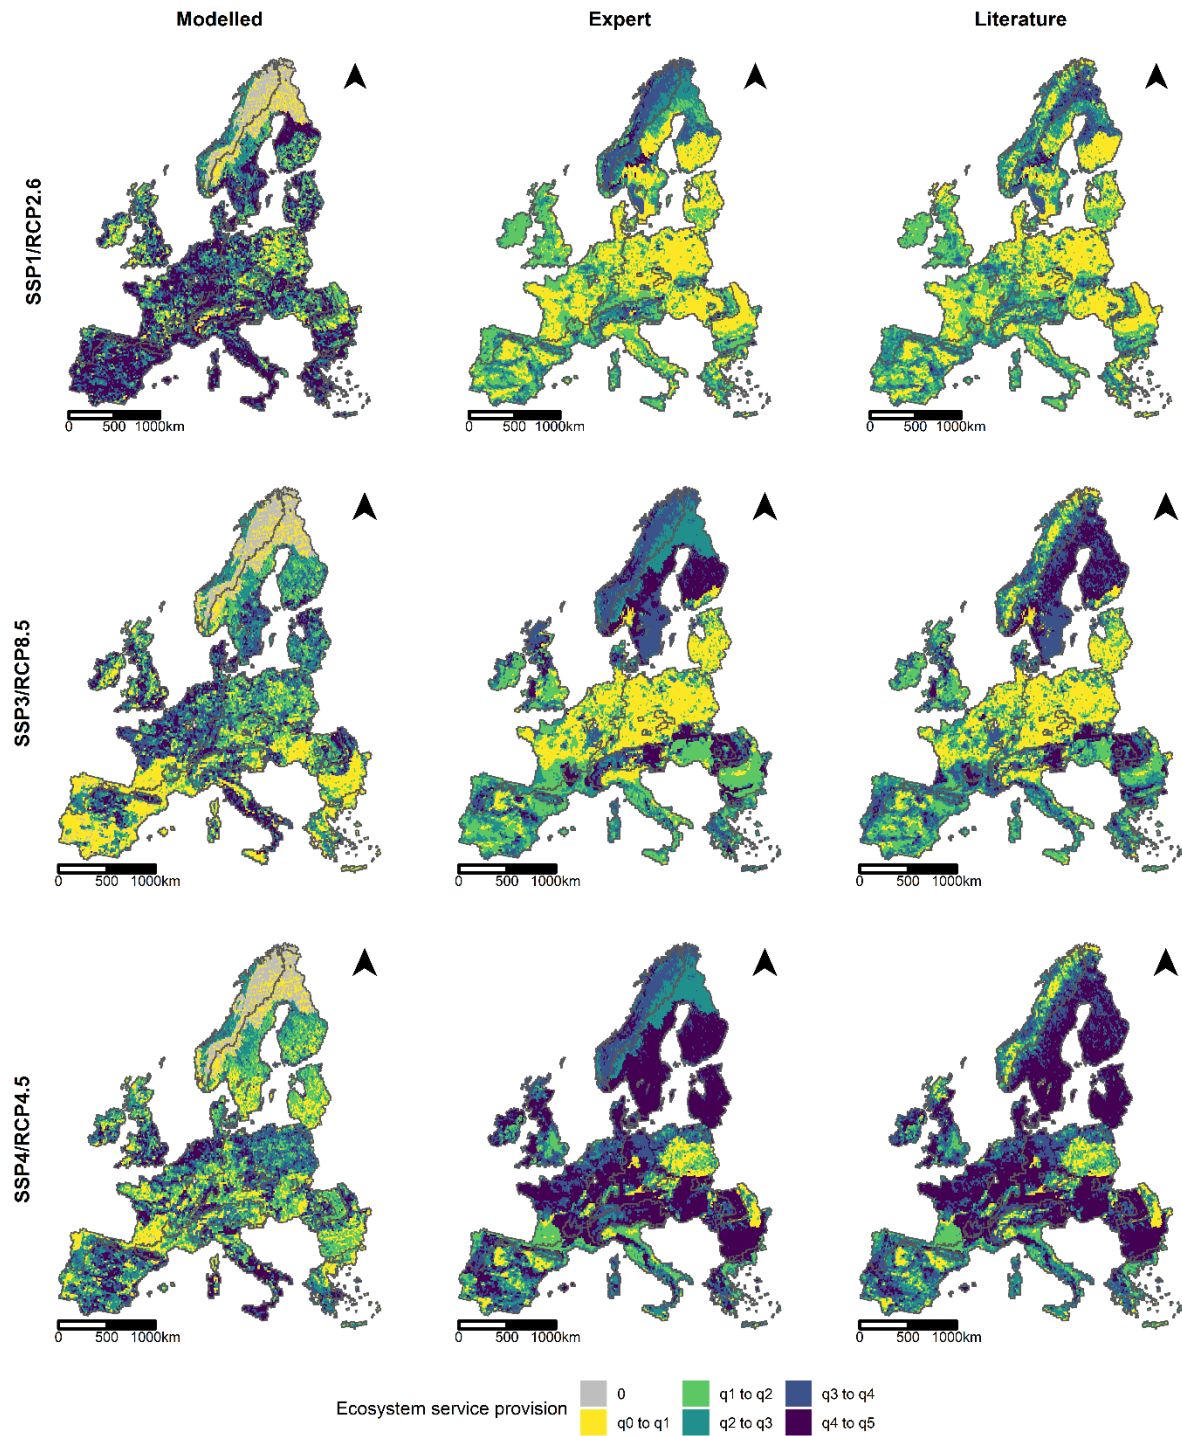 Modelled Expert Literature
SSP1/RCP2.6
0 500 1000km 0 500 1000km 0 500 1000km
SSP3/RCP8.5
0 500 1000km 0 500 1000km 0 500 1000km
SSP4/RCP4.5
0 500 1000km 0 500 1000km 0 500 1000km
Ecosystem service provision
0 q1 to q2 q3 to q4
q0 to q1 q2 to q3 q4 to q5